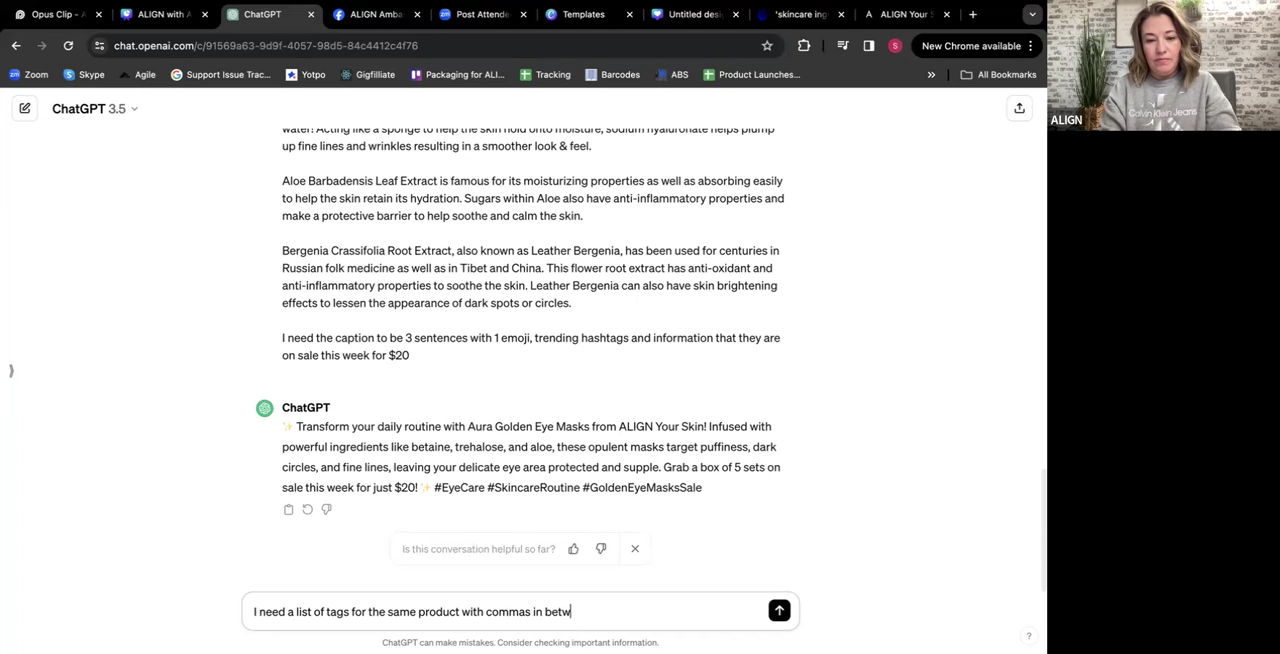 Opus Clip -
ALIGN with A
ChatGPT
ALIGN Amba
Post Attende
Templates
Untitled desi
'skincare ing
ALIGN Your S
chat.openai.com/c/91569a63-9d9f-4057-98d5-84c4412c4f76
S
New Chrome available
Zoom
Skype
Agile
Support Issue Trac...
Yotpo
Gigfilliate
Packaging for ALI...
Tracking
Barcodes
ABS
Product Launches...
»
All Bookmarks
ALIGN
Calvin Klein Jeans
ChatGPT 3.5
water! Acting like a sponge to help the skin hold onto moisture, sodium hyaluronate helps plump
up fine lines and wrinkles resulting in a smoother look & feel.
Aloe Barbadensis Leaf Extract is famous for its moisturizing properties as well as absorbing easily
to help the skin retain its hydration. Sugars within Aloe also have anti-inflammatory properties and
make a protective barrier to help soothe and calm the skin.
Bergenia Crassifolia Root Extract, also known as Leather Bergenia, has been used for centuries in
Russian folk medicine as well as in Tibet and China. This flower root extract has anti-oxidant and
anti-inflammatory properties to soothe the skin. Leather Bergenia can also have skin brightening
effects to lessen the appearance of dark spots or circles.
I need the caption to be 3 sentences with 1 emoji, trending hashtags and information that they are
on sale this week for $20
ChatGPT
✨ Transform your daily routine with Aura Golden Eye Masks from ALIGN Your Skin! Infused with
powerful ingredients like betaine, trehalose, and aloe, these opulent masks target puffiness, dark
circles, and fine lines, leaving your delicate eye area protected and supple. Grab a box of 5 sets on
sale this week for just $20! ✨ #EyeCare #SkincareRoutine #GoldenEyeMasksSale
Is this conversation helpful so far?
I need a list of tags for the same product with commas in betw
ChatGPT can make mistakes. Consider checking important information.
?